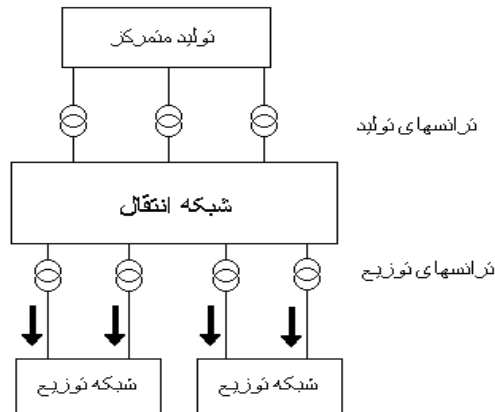 تولید متمرکز
ترانسهای تولید
شبکه انتقال
ترانسهای توزیع
شبکه توزیع
شبکه توزیع